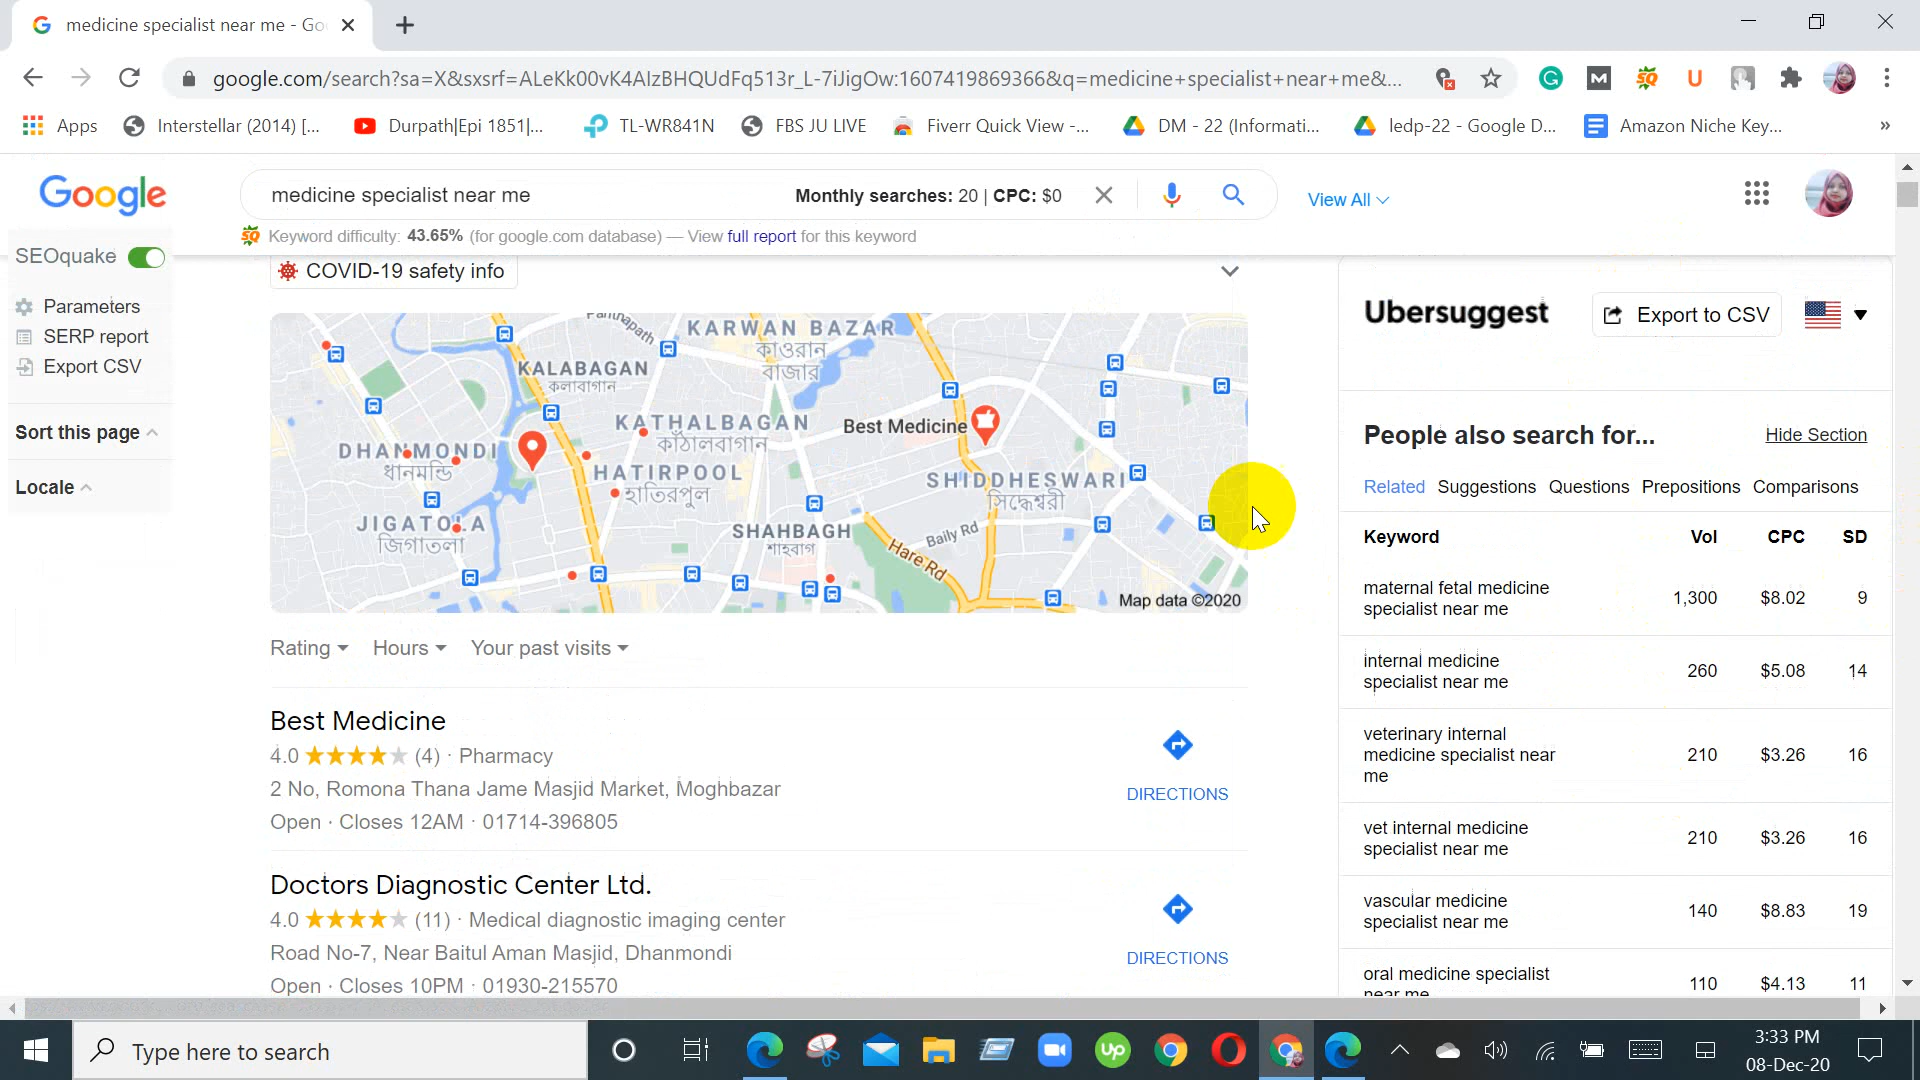 medicine specialist near me - Go
google.com/search?sa=X&sxsrf=ALeKk00vK4AIzBHQUdFq513r_L-7iJigOw:1607419869366&q=medicine+specialist+near+me&...
Apps
Interstellar (2014) [...
Durpath|Epi 1851|...
TL-WR841N
FBS JU LIVE
Fiverr Quick View -...
DM - 22 (Informati...
ledp-22 - Google D...
Amazon Niche Key...
»
Google
medicine specialist near me
Monthly searches: 20 | CPC: $0
View All
Keyword difficulty: 43.65% (for google.com database) — View full report for this keyword
SEOquake
Parameters
SERP report
Export CSV
Sort this page
Locale
COVID-19 safety info
Panthapath
KARWAN BAZAR
কাওরান
বাজার
KALABAGAN
কলাবাগান
KATHALBAGAN
কাঁঠালবাগান
Best Medicine
DHANMONDI
ধানমন্ডি
HATIRPOOL
হাতিরপুল
SHIDDHESWARI
সিদ্ধেশ্বরী
JIGATOLA
জিগাতলা
SHAHBAGH
শাহবাগ
Baily Rd
Hare Rd
Map data ©2020
Rating
Hours
Your past visits
Best Medicine
4.0 (4) · Pharmacy
2 No, Romona Thana Jame Masjid Market, Moghbazar
Open · Closes 12AM · 01714-396805
DIRECTIONS
Doctors Diagnostic Center Ltd.
4.0 (11) · Medical diagnostic imaging center
Road No-7, Near Baitul Aman Masjid, Dhanmondi
Open · Closes 10PM · 01930-215570
DIRECTIONS
Ubersuggest
Export to CSV
People also search for...
Hide Section
Related Suggestions Questions Prepositions Comparisons
Keyword Vol CPC SD
maternal fetal medicine
specialist near me 1,300 $8.02 9
internal medicine
specialist near me 260 $5.08 14
veterinary internal
medicine specialist near 210 $3.26 16
me
vet internal medicine
specialist near me 210 $3.26 16
vascular medicine
specialist near me 140 $8.83 19
oral medicine specialist
near me 110 $4.13 11
Type here to search
3:33 PM
08-Dec-20